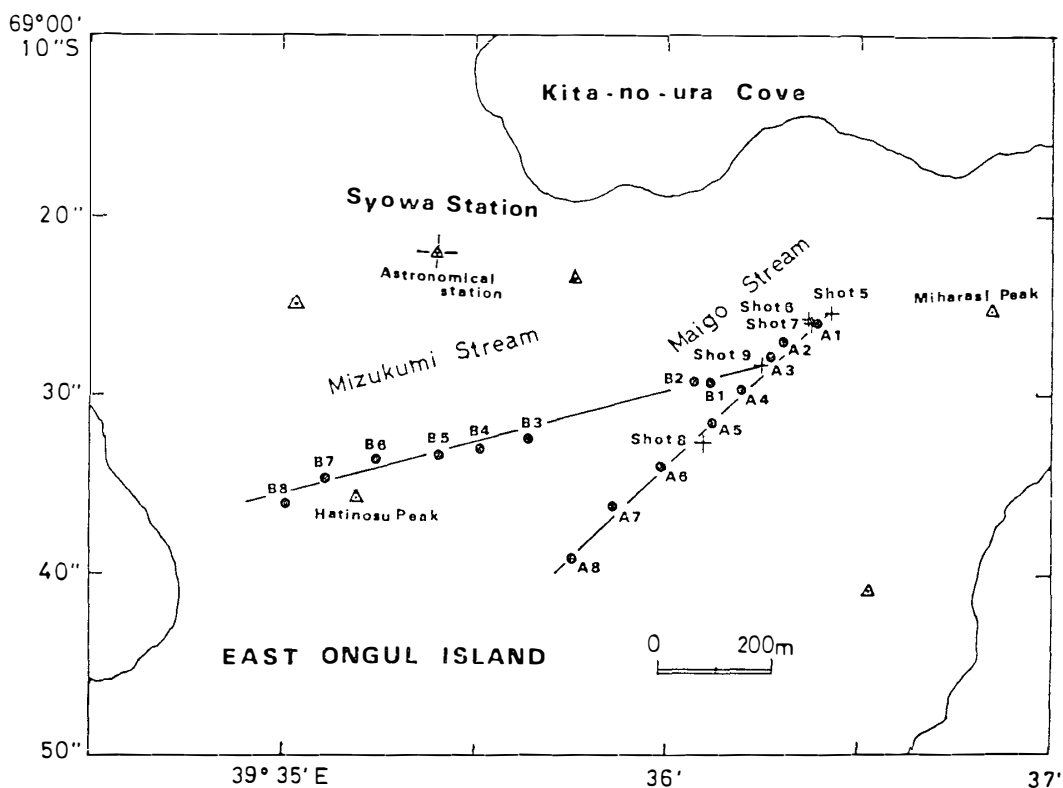 69°00'
10"S
Kita-no-ura Cove
Syowa Station
20"
Astronomical
station
Maigo Stream
Shot 6
Shot 5
Miharasi Peak
Shot 7
A1
A2
Mizukumi Stream
Shot 9
A3
30"
B2
B1
A4
B3
A5
B4
B5
Shot 8
B6
A6
B7
B8
Hatinosu Peak
A7
A8
40"
0 200m
EAST ONGUL ISLAND
50"
39°35'E
36'
37'